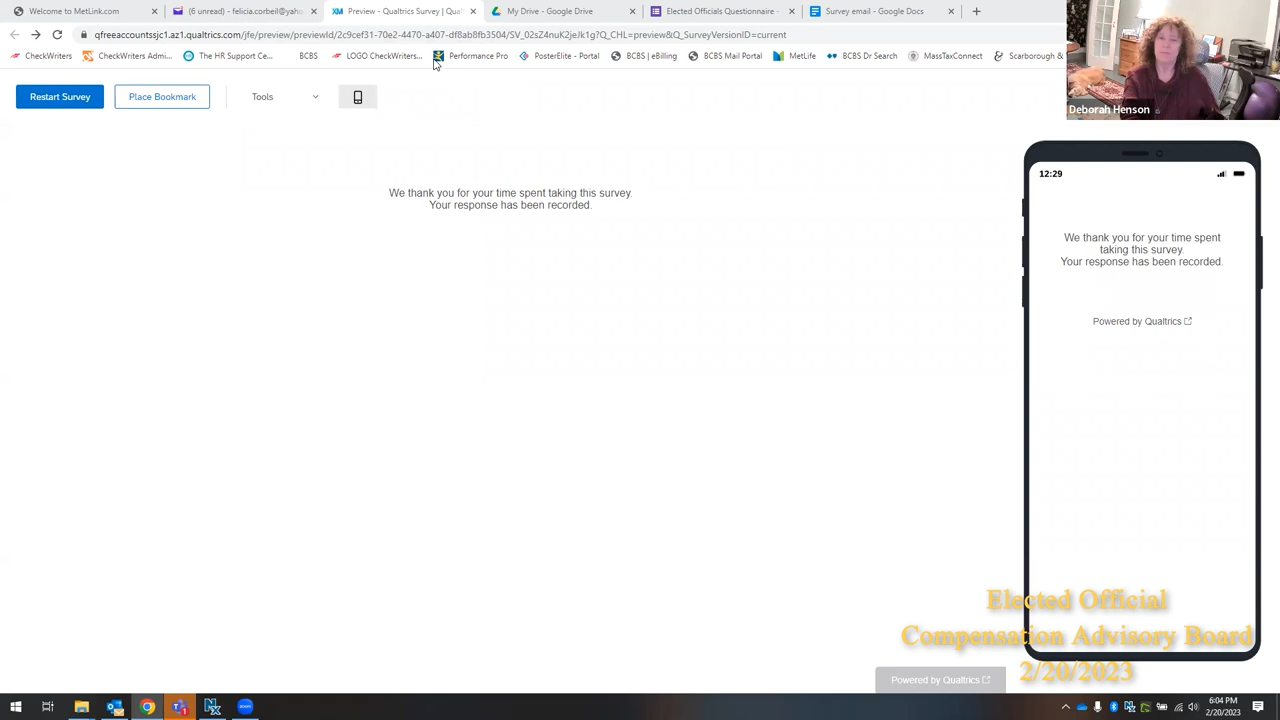 Welcome to MetLink.com
(6 unread) - felicia.corbeil@yaho
Preview - Qualtrics Survey | Qual
My Drive - Google Drive
Elected Officials Questionnaire -
Survey email - Google Docs
qfreeaccountssjc1.az1.qualtrics.com/jfe/preview/previewId/2c9cef31-70e2-4470-a407-df8ab8fb3504/SV_02sZ4nuK2jeJk1g?Q_CHL=preview&Q_SurveyVersionID=current
CheckWriters
CheckWriters Admi...
The HR Support Ce...
BCBS
LOGO CheckWriters...
Performance Pro
PosterElite - Portal
BCBS | eBilling
BCBS Mail Portal
MetLife
BCBS Dr Search
MassTaxConnect
Scarborough &
Restart Survey
Place Bookmark
Tools
Deborah Henson
We thank you for your time spent taking this survey.
Your response has been recorded.
12:29
We thank you for your time spent
taking this survey.
Your response has been recorded.
Powered by Qualtrics
Elected Official
Compensation Advisory Board
2/20/2023
Powered by Qualtrics
6:04 PM
2/20/2023